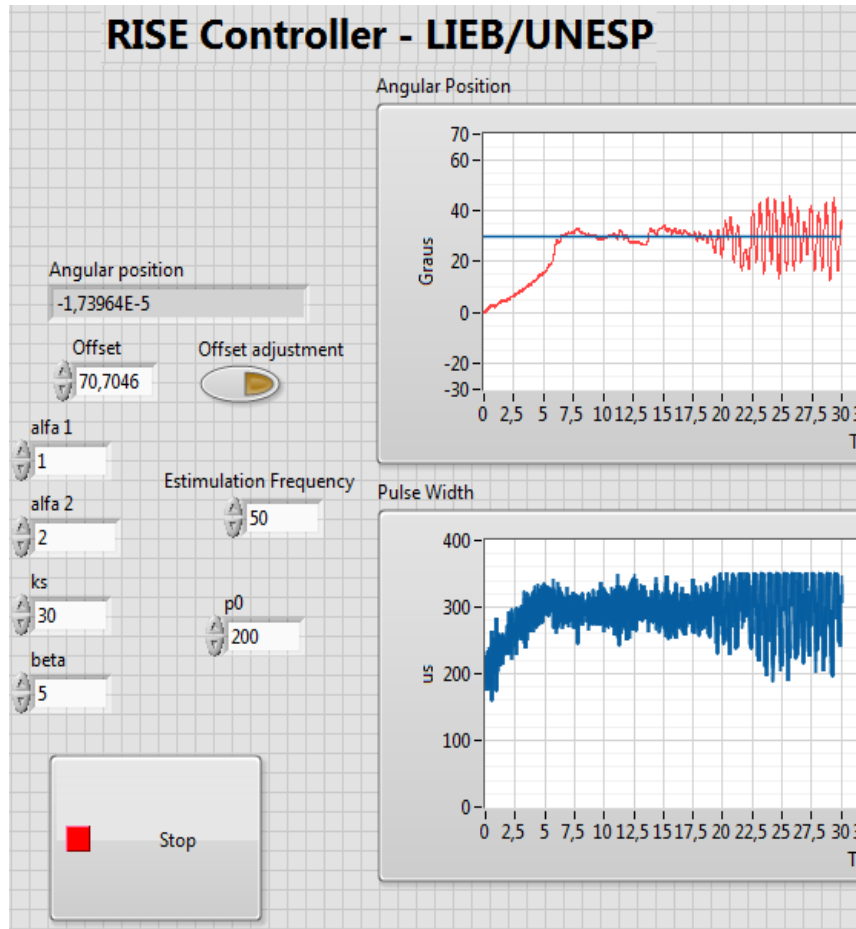 RISE Controller - LIEB/UNESP
Angular Position
70
60
40
20
0
-20
-30
Graus
0 2,5 5 7,5 10 12,5 15 17,5 20 22,5 25 27,5 30 3
T
Angular position
-1,73964E-5
Offset
70,7046
Offset adjustment
alfa 1
1
alfa 2
2
ks
30
beta
5
Estimulation Frequency
50
p0
200
Pulse Width
400
300
200
100
0
us
0 2,5 5 7,5 10 12,5 15 17,5 20 22,5 25 27,5 30 3
T
Stop